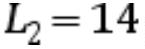 L₂ = 14